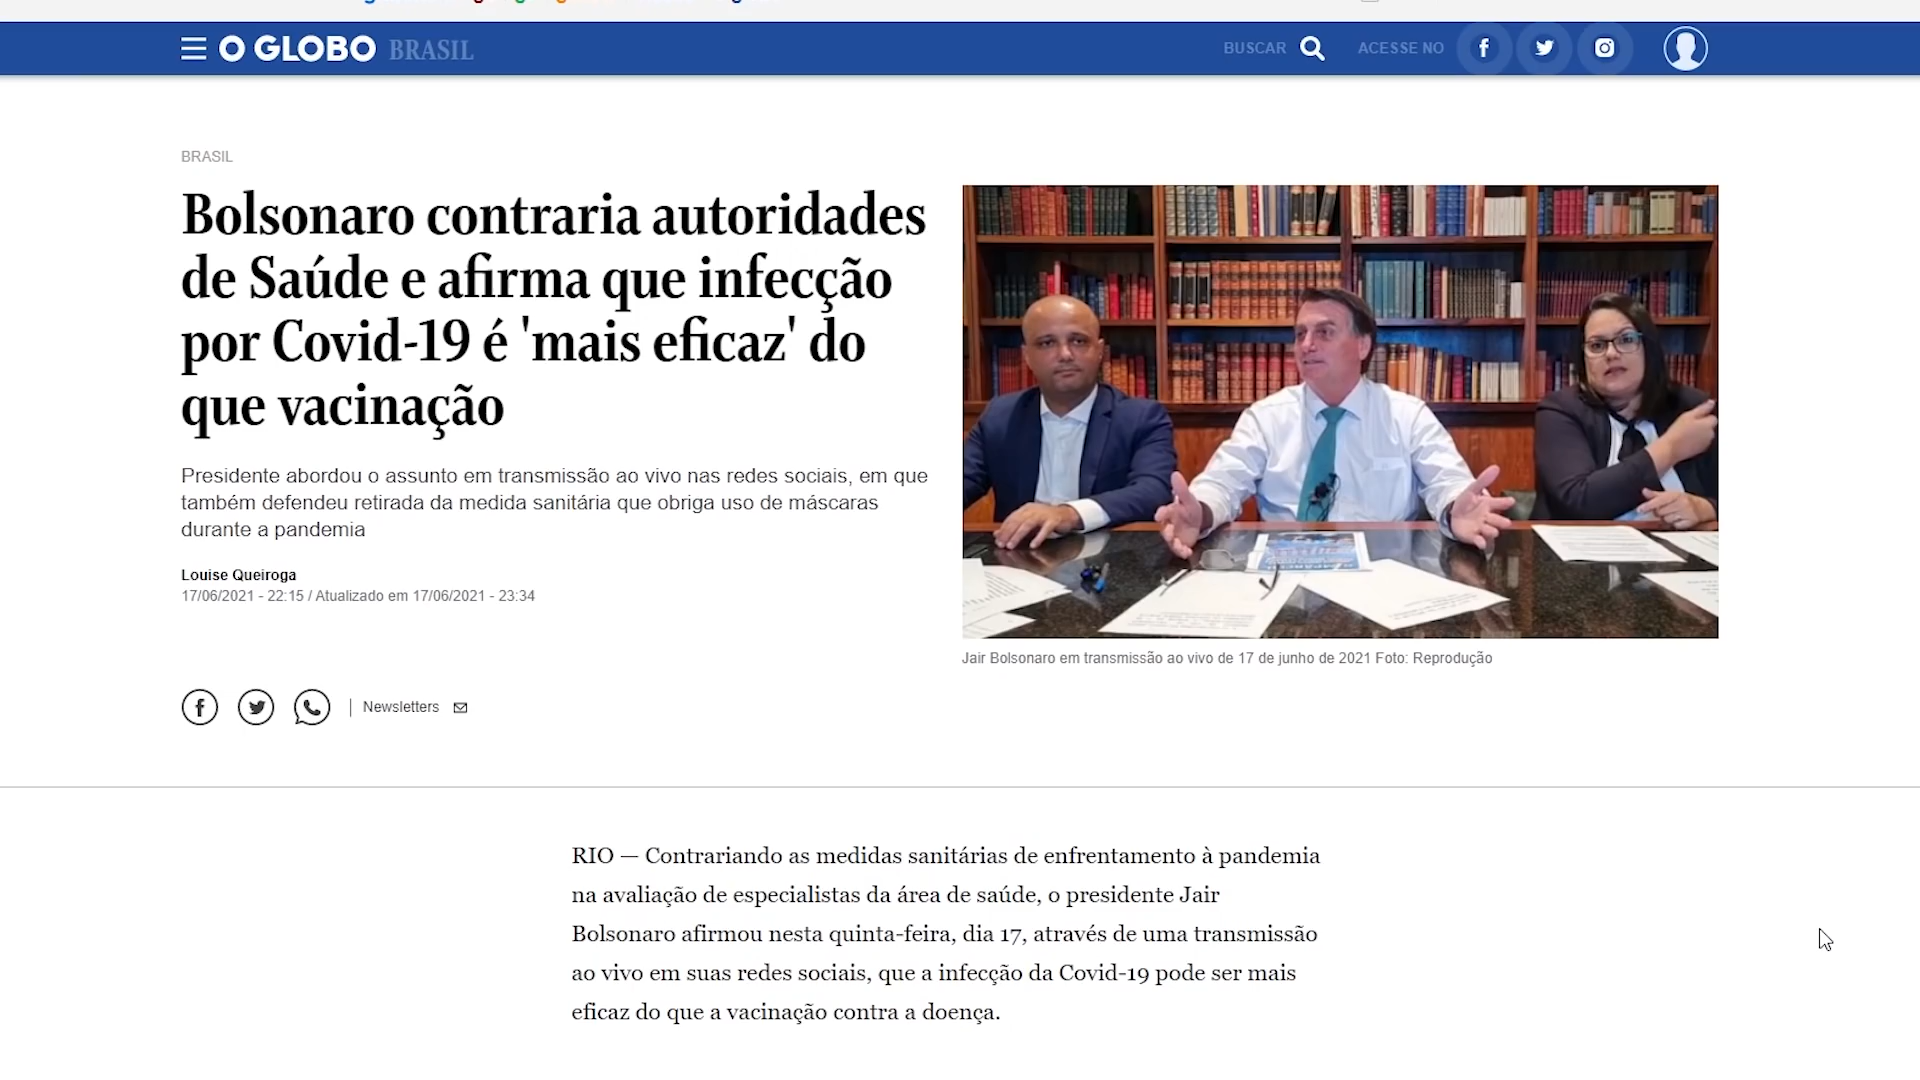 O GLOBO BRASIL
BUSCAR
ACESSE NO
BRASIL
Bolsonaro contraria autoridades
de Saúde e afirma que infecção
por Covid-19 é 'mais eficaz' do
que vacinação
Presidente abordou o assunto em transmissão ao vivo nas redes sociais, em que
também defendeu retirada da medida sanitária que obriga uso de máscaras
durante a pandemia
Louise Queiroga
17/06/2021 - 22:15 / Atualizado em 17/06/2021 - 23:34
Jair Bolsonaro em transmissão ao vivo de 17 de junho de 2021 Foto: Reprodução
Newsletters
RIO — Contrariando as medidas sanitárias de enfrentamento à pandemia
na avaliação de especialistas da área de saúde, o presidente Jair
Bolsonaro afirmou nesta quinta-feira, dia 17, através de uma transmissão
ao vivo em suas redes sociais, que a infecção da Covid-19 pode ser mais
eficaz do que a vacinação contra a doença.